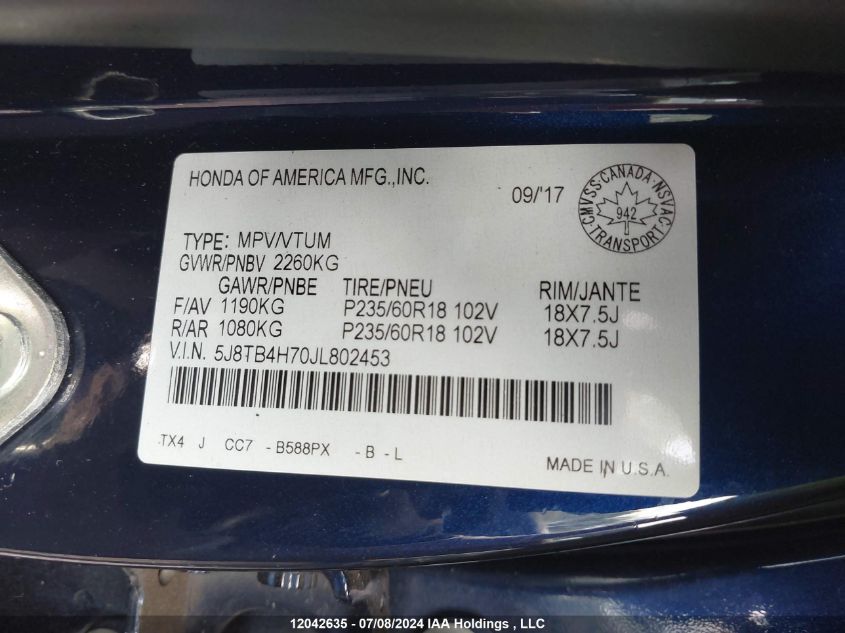 HONDA OF AMERICA MFG.,INC.
09/'17
CMVSS · CANADA · NSVAC
942
TRANSPORT
TYPE: MPV/VTUM
GVWR/PNBV 2260KG
GAWR/PNBE TIRE/PNEU RIM/JANTE
F/AV 1190KG P235/60R18 102V 18X7.5J
R/AR 1080KG P235/60R18 102V 18X7.5J
V.I.N. 5J8TB4H70JL802453
TX4 J CC7 - B588PX - B - L
MADE IN U.S.A.
12042635 - 07/08/2024 IAA Holdings , LLC